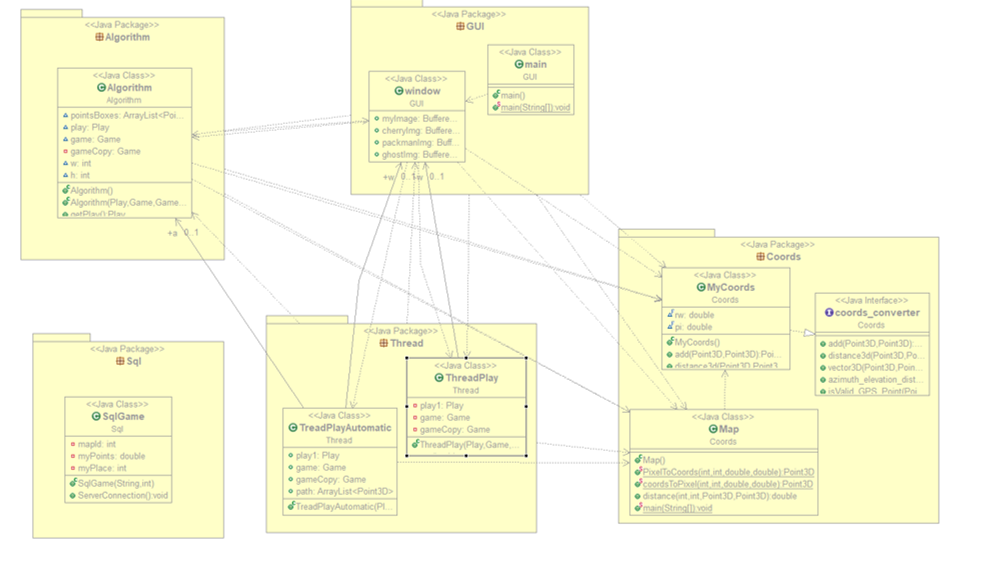 <<Java Package>>
Algorithm
<<Java Class>>
Algorithm
Algorithm
pointsBoxes: ArrayList<Poi...
play: Play
game: Game
gameCopy: Game
w: int
h: int
Algorithm()
Algorithm(Play,Game,Game...
getPlay():Play
+a 0..1
<<Java Package>>
GUI
<<Java Class>>
main
GUI
main()
main(String[]):void
<<Java Class>>
window
GUI
myImage: Buffere...
cherryImg: Buffere...
packmanImg: Buff...
ghostImg: Buffere...
+w 0..1
0..1
<<Java Package>>
Coords
<<Java Class>>
MyCoords
Coords
rw: double
pi: double
MyCoords()
add(Point3D,Point3D):Poi...
distance3d(Point3D,Point3...
<<Java Interface>>
coords_converter
Coords
add(Point3D,Point3D):...
distance3d(Point3D,P...
vector3D(Point3D,Poin...
azimuth_elevation_dist...
isValid_GPS_Point(Poi...
<<Java Class>>
Map
Coords
Map()
PixelToCoords(int,int,double,double):Point3D
coordsToPixel(int,int,double,double):Point3D
distance(int,int,Point3D,Point3D):double
main(String[]):void
<<Java Package>>
Sql
<<Java Class>>
SqlGame
Sql
mapId: int
myPoints: double
myPlace: int
SqlGame(String,int)
ServerConnection():void
<<Java Package>>
Thread
<<Java Class>>
ThreadPlay
Thread
play1: Play
game: Game
gameCopy: Game
ThreadPlay(Play,Game,...
<<Java Class>>
TreadPlayAutomatic
Thread
play1: Play
game: Game
gameCopy: Game
path: ArrayList<Point3D>
TreadPlayAutomatic(Pl...